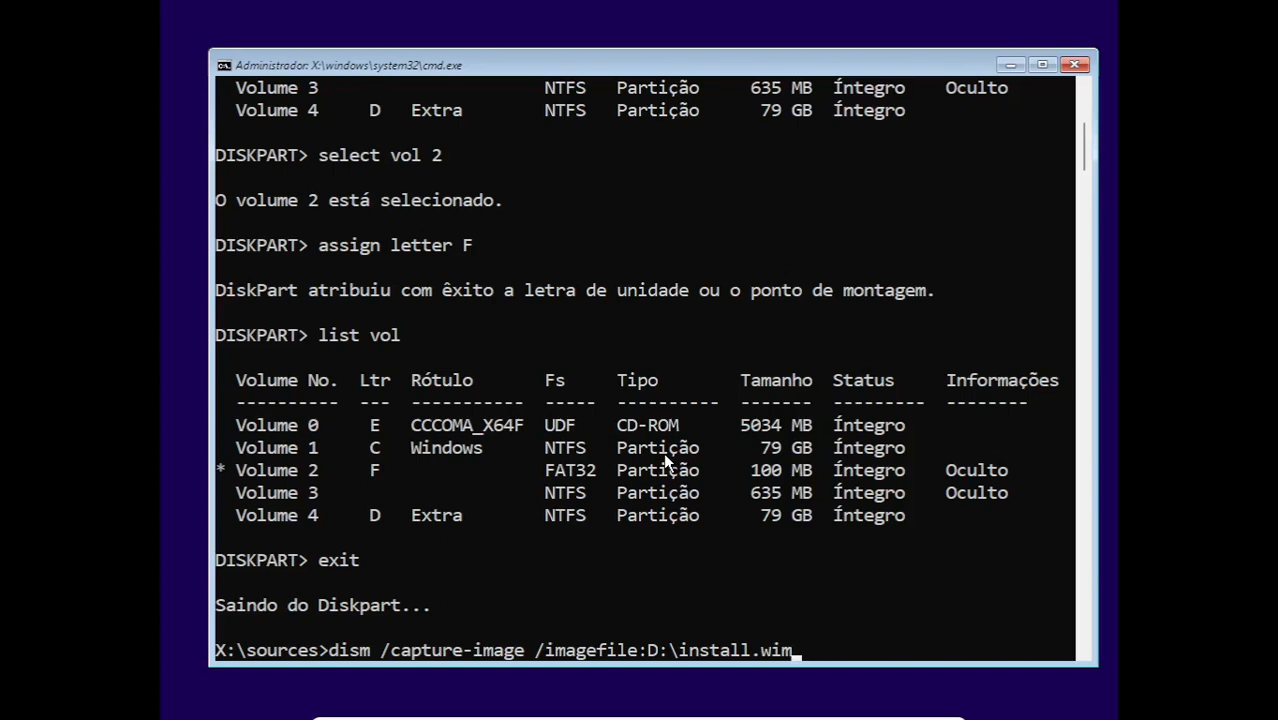 Administrador: X:\windows\system32\cmd.exe
Volume 3 NTFS Partição 635 MB Íntegro Oculto
Volume 4 D Extra NTFS Partição 79 GB Íntegro
DISKPART> select vol 2
O volume 2 está selecionado.
DISKPART> assign letter F
DiskPart atribuiu com êxito a letra de unidade ou o ponto de montagem.
DISKPART> list vol
Volume No. Ltr Rótulo Fs Tipo Tamanho Status Informações
---------- --- ----------- ----- ---------- ------- --------- --------
Volume 0 E CCCOMA_X64F UDF CD-ROM 5034 MB Íntegro
Volume 1 C Windows NTFS Partição 79 GB Íntegro
* Volume 2 F FAT32 Partição 100 MB Íntegro Oculto
Volume 3 NTFS Partição 635 MB Íntegro Oculto
Volume 4 D Extra NTFS Partição 79 GB Íntegro
DISKPART> exit
Saindo do Diskpart...
X:\sources>dism /capture-image /imagefile:D:\install.wim_